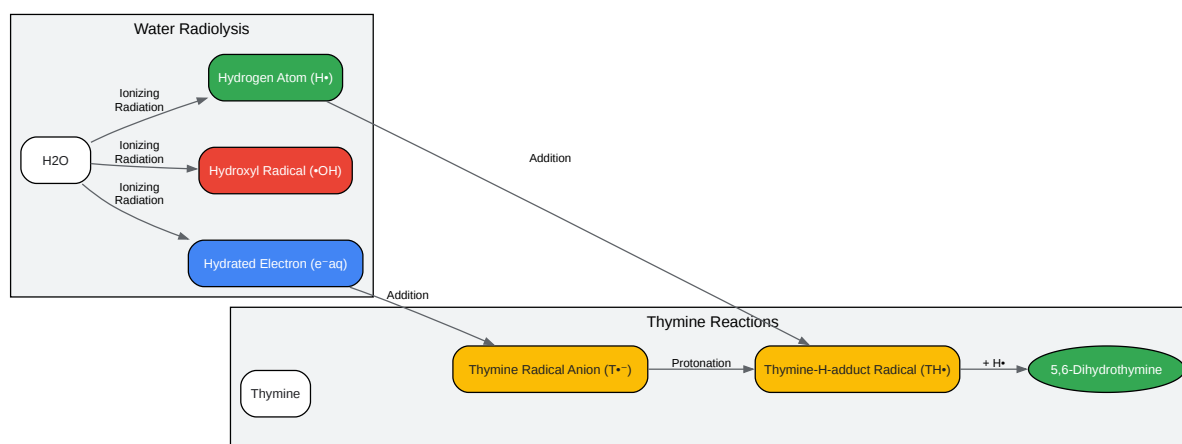 Water Radiolysis
Hydrogen Atom (H•)
Ionizing
Radiation
H2O
Ionizing
Radiation
Hydroxyl Radical (•OH)
Addition
Ionizing
Radiation
Hydrated Electron (e⁻aq)
Addition
Thymine Reactions
Thymine
Thymine Radical Anion (T•⁻)
Protonation
Thymine-H-adduct Radical (TH•)
+ H•
5,6-Dihydrothymine